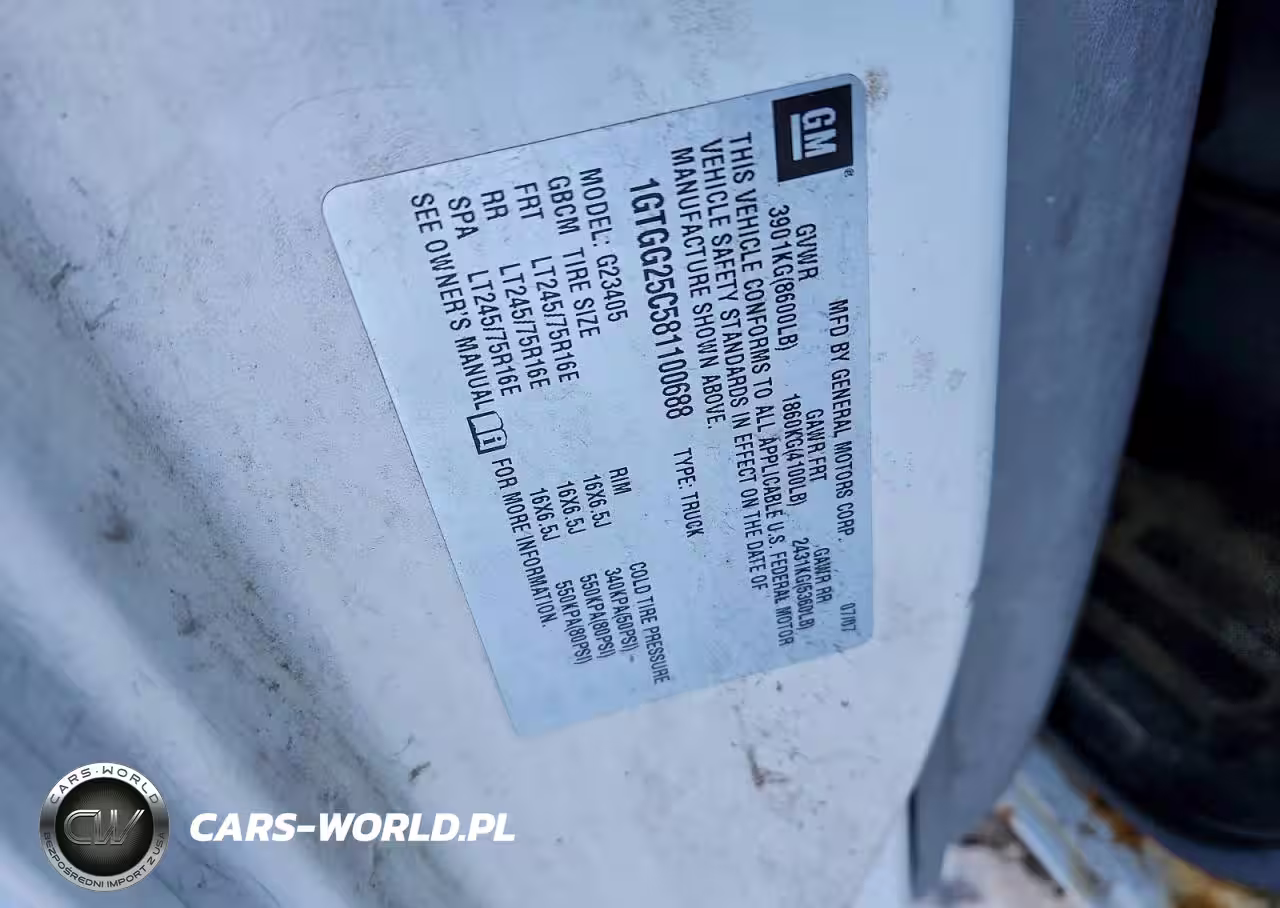 GM
MFD BY GENERAL MOTORS CORP. 07/07
GVWR GAWR FRT GAWR RR
3901KG(8600LB) 1860KG(4100LB) 2431KG(5360LB)
THIS VEHICLE CONFORMS TO ALL APPLICABLE U.S. FEDERAL MOTOR
VEHICLE SAFETY STANDARDS IN EFFECT ON THE DATE OF
MANUFACTURE SHOWN ABOVE.
1GTGG25C581100688 TYPE: TRUCK
MODEL: G23405
GBCM TIRE SIZE RIM COLD TIRE PRESSURE
FRT LT245/75R16E 16X6.5J 340KPA(50PSI)
RR LT245/75R16E 16X6.5J 550KPA(80PSI)
SPA LT245/75R16E 16X6.5J 550KPA(80PSI)
SEE OWNER'S MANUAL FOR MORE INFORMATION.
CARS-WORLD
CW
BEZPOŚREDNI IMPORT Z USA
CARS-WORLD.PL